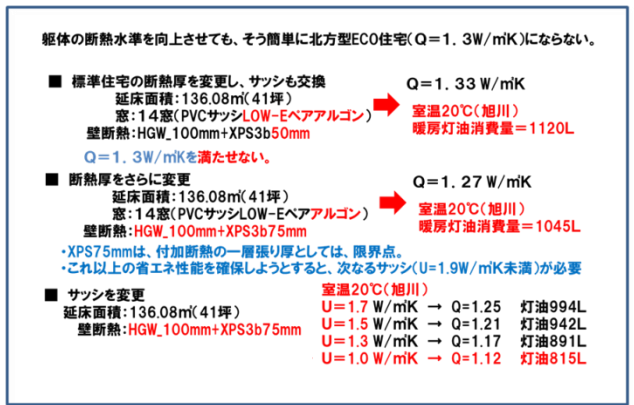 躯体の断熱水準を向上させても、そう簡単に北方型ECO住宅(Q=1.3W/㎡K)にならない。
■ 標準住宅の断熱厚を変更し、サッシも交換
延床面積:136.08㎡(41坪)
窓:14窓(PVCサッシLOW-Eペアアルゴン)
壁断熱:HGW_100mm+XPS3b50mm
Q=1.3W/㎡Kを満たせない。
Q=1.33 W/㎡K
室温20℃(旭川)
暖房灯油消費量=1120L
■ 断熱厚をさらに変更
延床面積:136.08㎡(41坪)
窓:14窓(PVCサッシLOW-Eペアアルゴン)
壁断熱:HGW_100mm+XPS3b75mm
Q=1.27 W/㎡K
室温20℃(旭川)
暖房灯油消費量=1045L
・XPS75mmは、付加断熱の一層張り厚としては、限界点。
・これ以上の省エネ性能を確保しようとすると、次なるサッシ(U=1.9W/㎡K未満)が必要
■ サッシを変更
延床面積:136.08㎡(41坪)
壁断熱:HGW_100mm+XPS3b75mm
室温20℃(旭川)
U=1.7 W/㎡K → Q=1.25 灯油994L
U=1.5 W/㎡K → Q=1.21 灯油942L
U=1.3 W/㎡K → Q=1.17 灯油891L
U=1.0 W/㎡K → Q=1.12 灯油815L